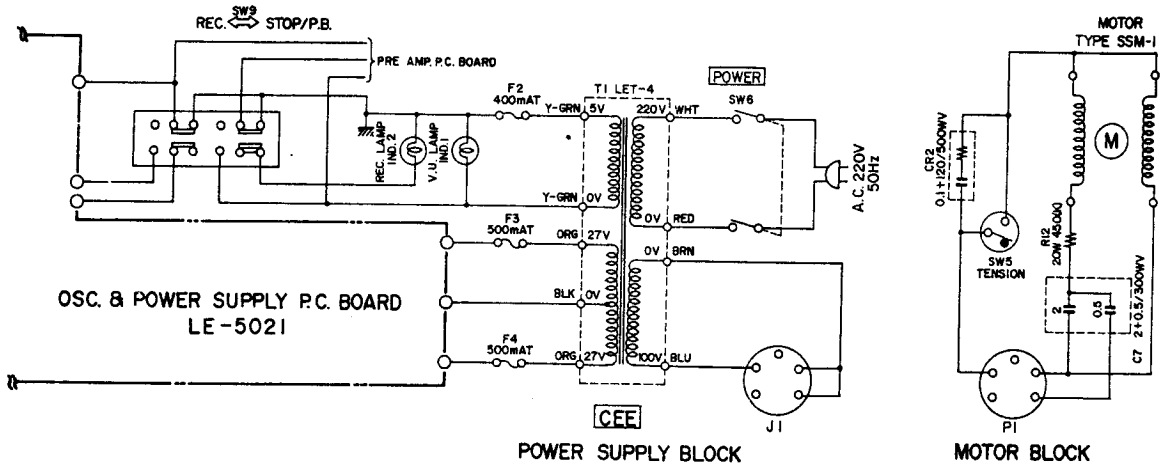 SW9
REC. STOP/P.B.
PRE AMP. P.C. BOARD
F2
400mAT
REC. LAMP
IND.2
V.U. LAMP
IND.1
Y-GRN
5V
Y-GRN
0V
F3
500mAT
ORG
27V
BLK
0V
F4
500mAT
ORG
27V
OSC. & POWER SUPPLY P.C. BOARD
LE-5021
T1 LET-4
220V
WHT
0V
RED
0V
BRN
100V
BLU
POWER
SW6
A.C. 220V
50Hz
CEE
J1
POWER SUPPLY BLOCK
MOTOR
TYPE SSM-1
M
CR2
0.1+120/500WV
SW5
TENSION
R12
20W 450Ω
2
0.5
C7 2+0.5/300WV
P1
MOTOR BLOCK